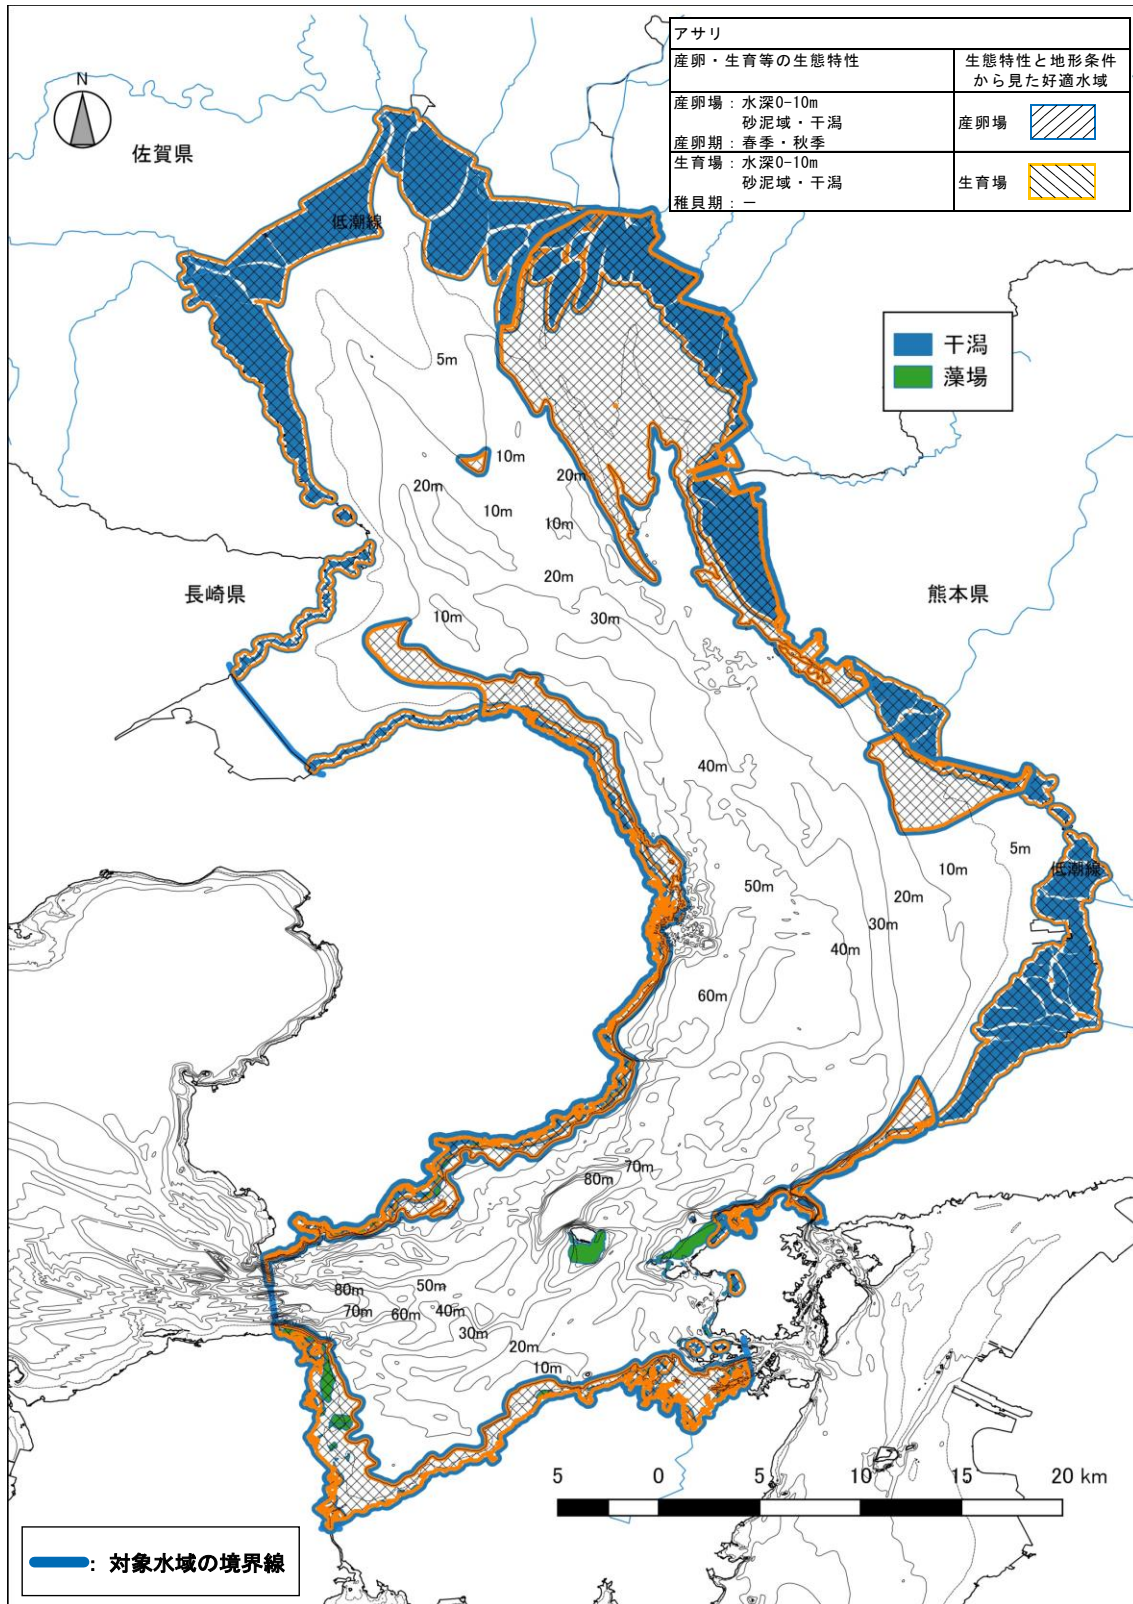 アサリ
産卵・生育等の生態特性
生態特性と地形条件
から見た好適水域
産卵場：水深0-10m
砂泥域・干潟
産卵期：春季・秋季
産卵場
生育場：水深0-10m
砂泥域・干潟
稚貝期：－
生育場
N
佐賀県
低潮線
干潟
藻場
5m
10m
20m
20m
10m
10m
20m
長崎県
熊本県
10m
30m
40m
5m
10m
低潮線
50m
20m
30m
40m
60m
70m
80m
80m
50m
70m
60m
40m
30m
20m
10m
5
0
5
10
15
20 km
：対象水域の境界線